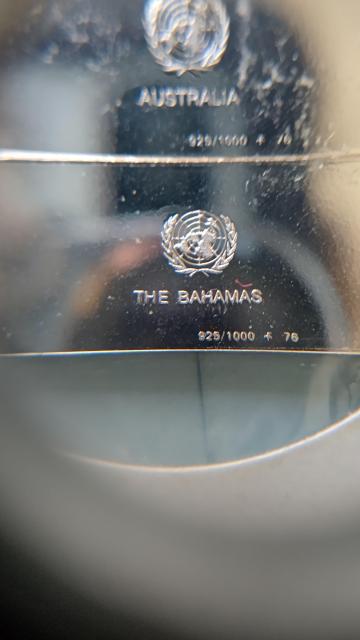 AUSTRALIA
925/1000 76
THE BAHAMAS
925/1000 76